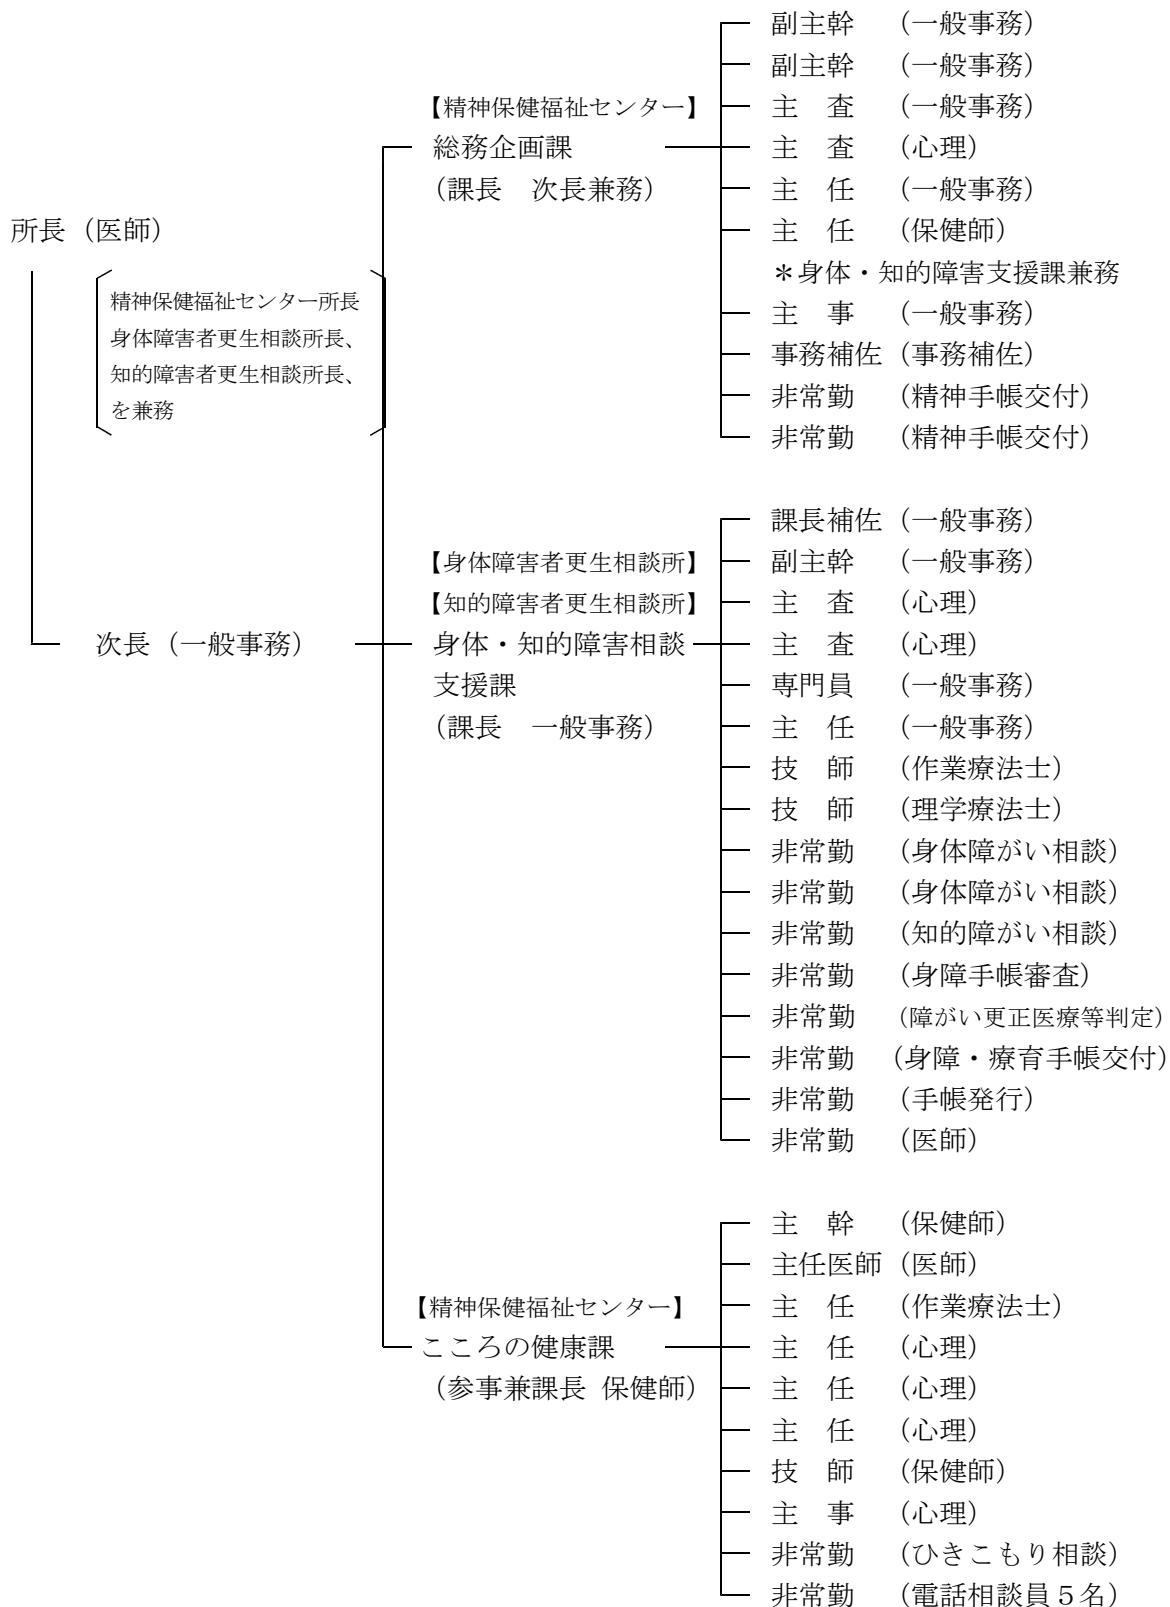 所長（医師）
精神保健福祉センター所長
身体障害者更生相談所長、
知的障害者更生相談所長、
を兼務
次長（一般事務）
【精神保健福祉センター】
総務企画課
（課長　次長兼務）
副主幹　（一般事務）
副主幹　（一般事務）
主　査　（一般事務）
主　査　（心理）
主　任　（一般事務）
主　任　（保健師）
＊身体・知的障害支援課兼務
主　事　（一般事務）
事務補佐（事務補佐）
非常勤　（精神手帳交付）
非常勤　（精神手帳交付）
【身体障害者更生相談所】
【知的障害者更生相談所】
身体・知的障害相談
支援課
（課長　一般事務）
課長補佐（一般事務）
副主幹　（一般事務）
主　査　（心理）
主　査　（心理）
専門員　（一般事務）
主　任　（一般事務）
技　師　（作業療法士）
技　師　（理学療法士）
非常勤　（身体障がい相談）
非常勤　（身体障がい相談）
非常勤　（知的障がい相談）
非常勤　（身障手帳審査）
非常勤　（障がい更正医療等判定）
非常勤　（身障・療育手帳交付）
非常勤　（手帳発行）
非常勤　（医師）
【精神保健福祉センター】
こころの健康課
（参事兼課長 保健師）
主　幹　（保健師）
主任医師（医師）
主　任　（作業療法士）
主　任　（心理）
主　任　（心理）
主　任　（心理）
技　師　（保健師）
主　事　（心理）
非常勤　（ひきこもり相談）
非常勤　（電話相談員５名）